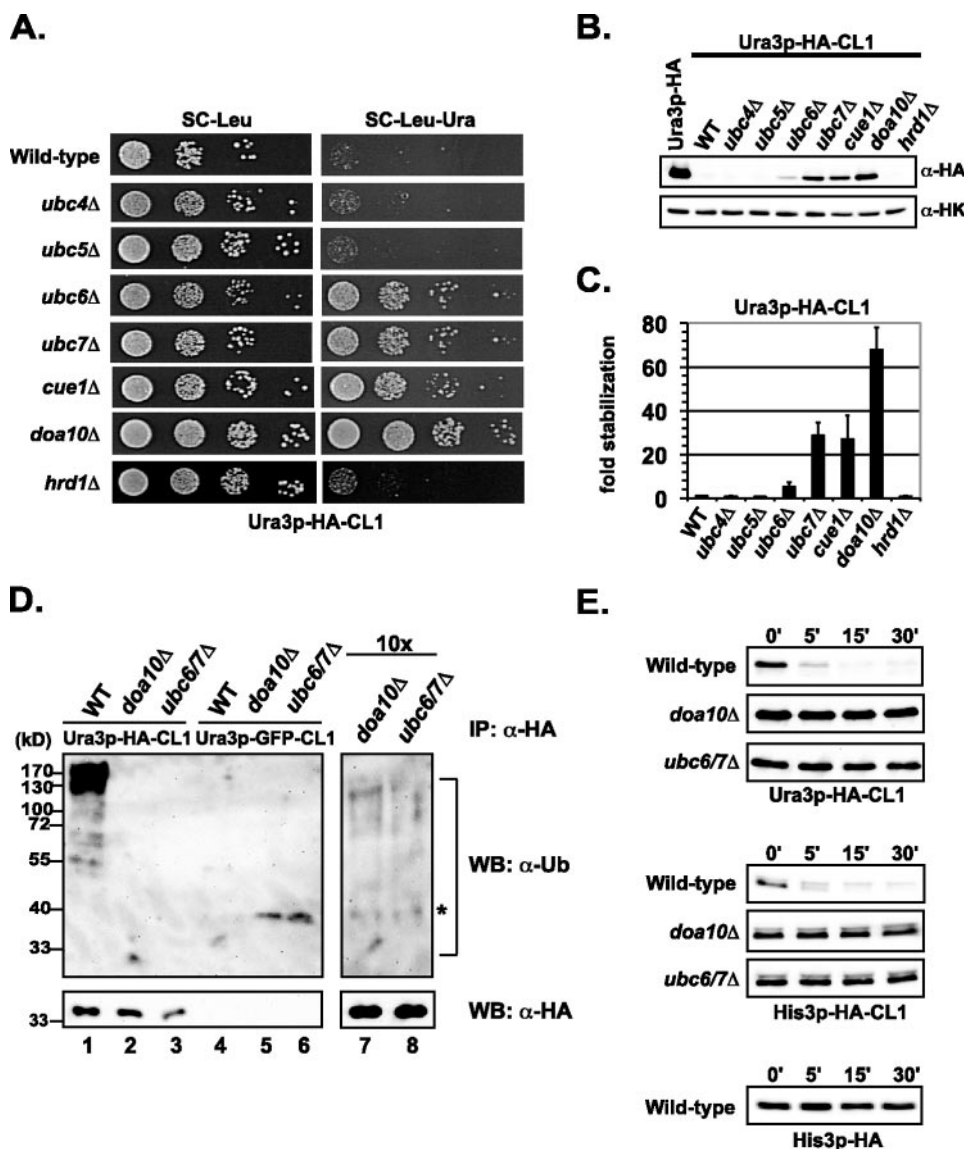 A.
SC-Leu SC-Leu-Ura
Wild-type
ubc4Δ
ubc5Δ
ubc6Δ
ubc7Δ
cue1Δ
doa10Δ
hrd1Δ
Ura3p-HA-CL1
B.
Ura3p-HA-CL1
Ura3p-HA WT ubc4Δ ubc5Δ ubc6Δ ubc7Δ cue1Δ doa10Δ hrd1Δ
α-HA
α-HK
C.
Ura3p-HA-CL1
fold stabilization
80
60
40
20
0
WT ubc4Δ ubc5Δ ubc6Δ ubc7Δ cue1Δ doa10Δ hrd1Δ
D.
10x
WT doa10Δ ubc6/7Δ WT doa10Δ ubc6/7Δ doa10Δ ubc6/7Δ
IP: α-HA
(kD) Ura3p-HA-CL1 Ura3p-GFP-CL1
170
130
100
72
55
40
33
WB: α-Ub
*
33
WB: α-HA
1 2 3 4 5 6 7 8
E.
0' 5' 15' 30'
Wild-type
doa10Δ
ubc6/7Δ
Ura3p-HA-CL1
0' 5' 15' 30'
Wild-type
doa10Δ
ubc6/7Δ
His3p-HA-CL1
0' 5' 15' 30'
Wild-type
His3p-HA